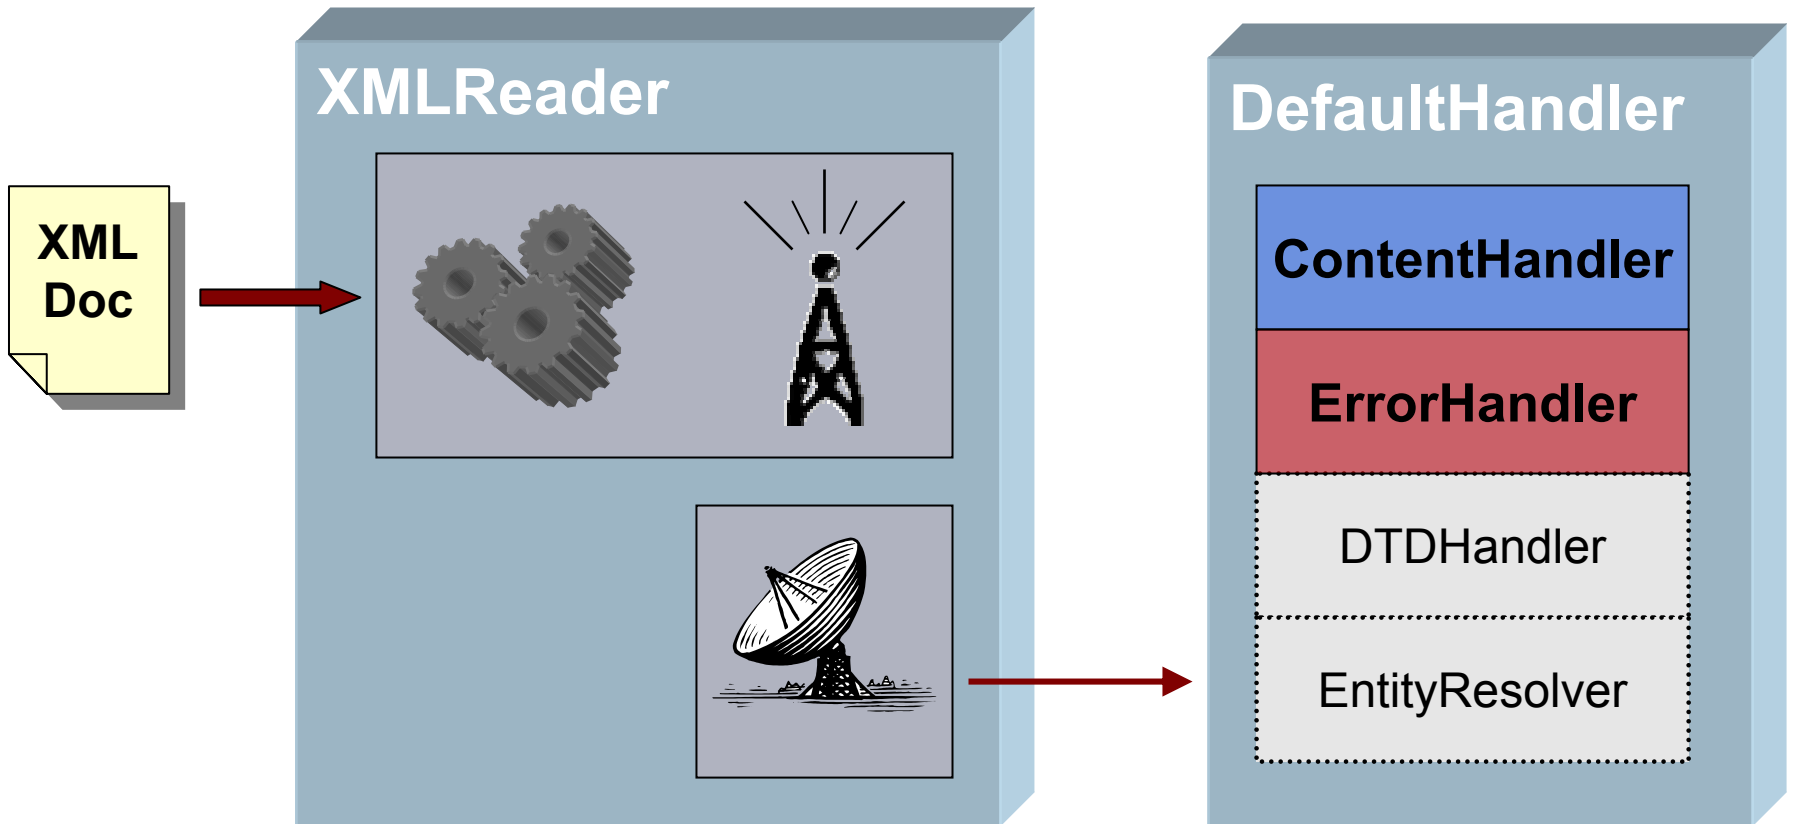 XMLReader
DefaultHandler
XML
Doc
ContentHandler
ErrorHandler
DTDHandler
EntityResolver